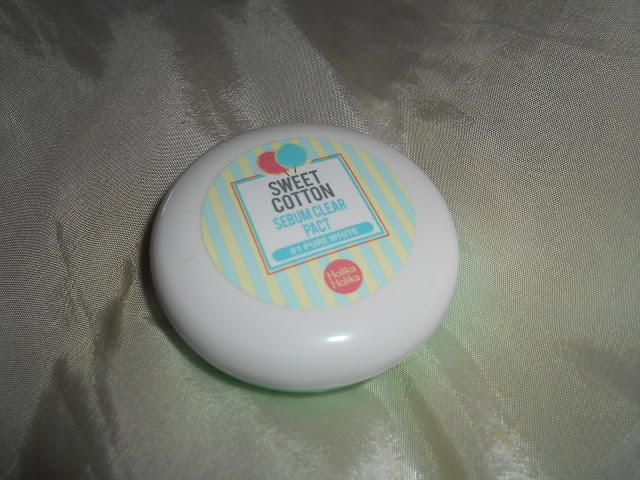 SWEET
COTTON
SEBUM CLEAR
PACT
01 PURE WHITE
Holika
Holika